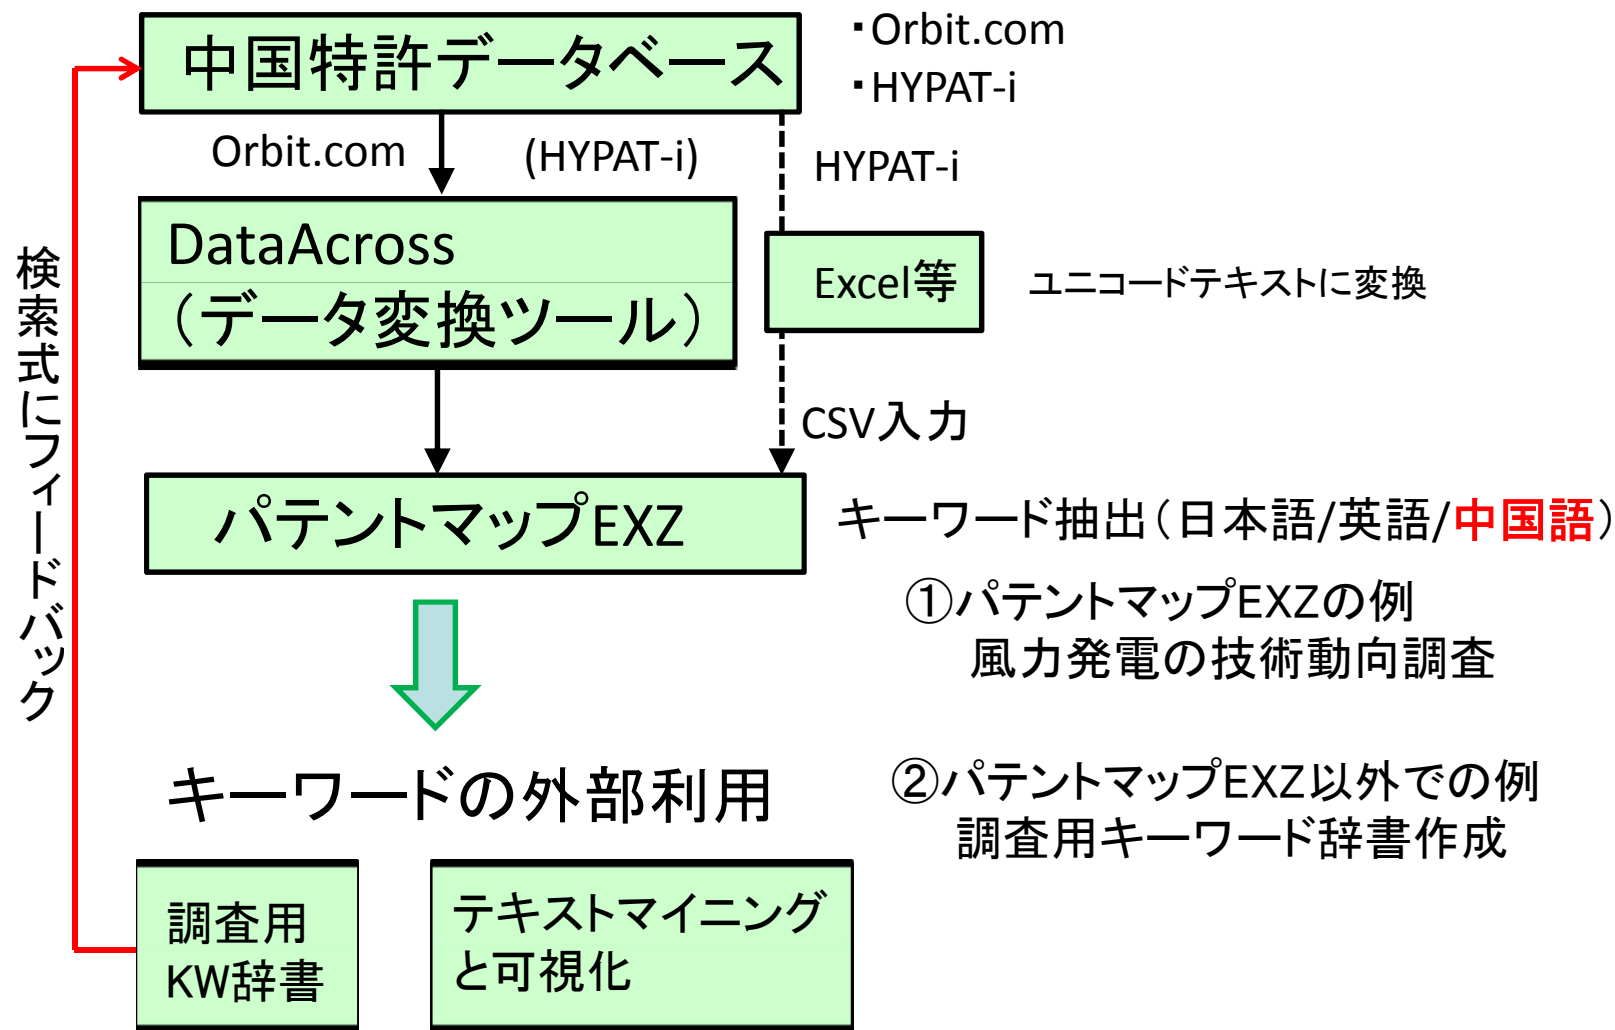 中国特許データベース
・Orbit.com
・HYPAT-i
Orbit.com
(HYPAT-i)
HYPAT-i
DataAcross
（データ変換ツール）
Excel等
ユニコードテキストに変換
CSV入力
パテントマップEXZ
キーワード抽出（日本語/英語/中国語）
①パテントマップEXZの例
風力発電の技術動向調査
キーワードの外部利用
②パテントマップEXZ以外での例
調査用キーワード辞書作成
調査用
KW辞書
テキストマイニング
と可視化
検索式にフィードバック